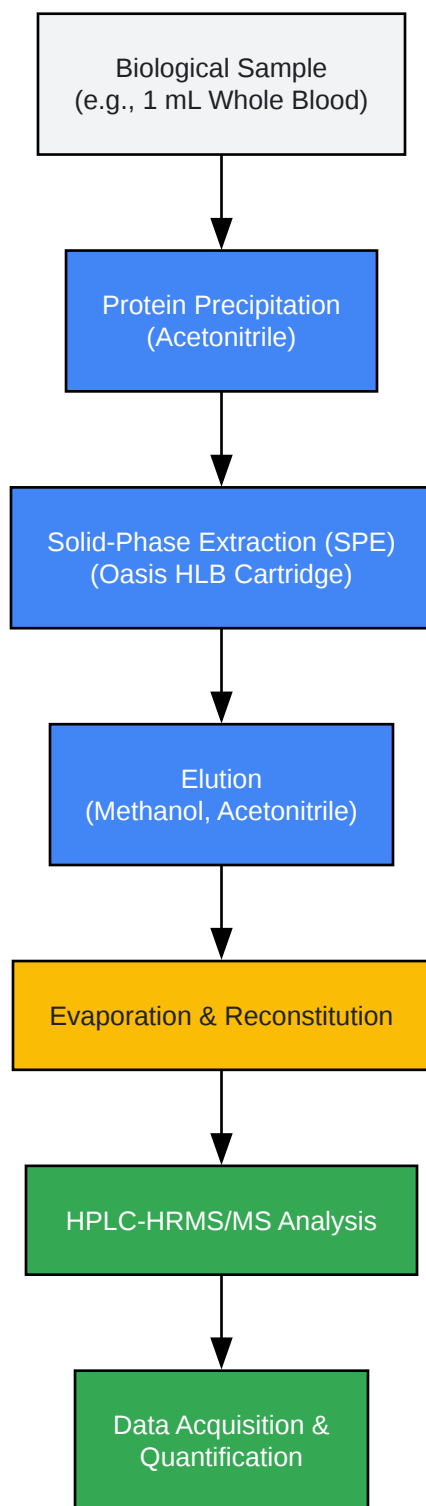 Biological Sample
(e.g., 1 mL Whole Blood)
Protein Precipitation
(Acetonitrile)
Solid-Phase Extraction (SPE)
(Oasis HLB Cartridge)
Elution
(Methanol, Acetonitrile)
Evaporation & Reconstitution
HPLC-HRMS/MS Analysis
Data Acquisition &
Quantification